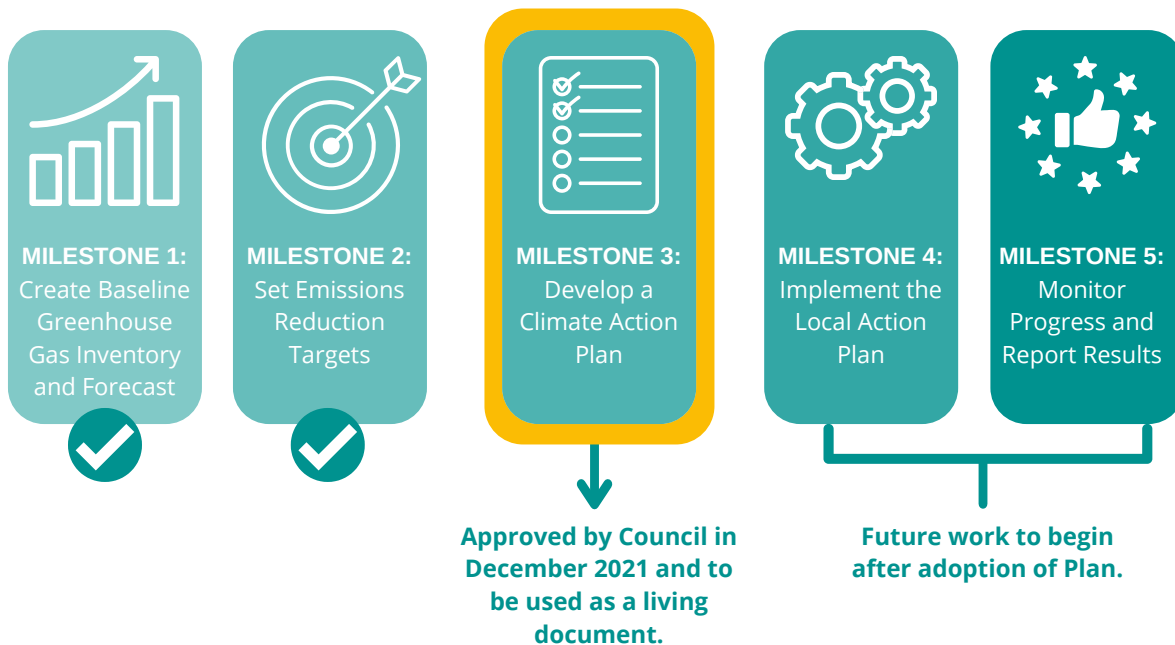 MILESTONE 1:
Create Baseline
Greenhouse
Gas Inventory
and Forecast
MILESTONE 2:
Set Emissions
Reduction
Targets
MILESTONE 3:
Develop a
Climate Action
Plan
MILESTONE 4:
Implement the
Local Action
Plan
MILESTONE 5:
Monitor
Progress and
Report Results
Approved by Council in
December 2021 and to
be used as a living
document.
Future work to begin
after adoption of Plan.